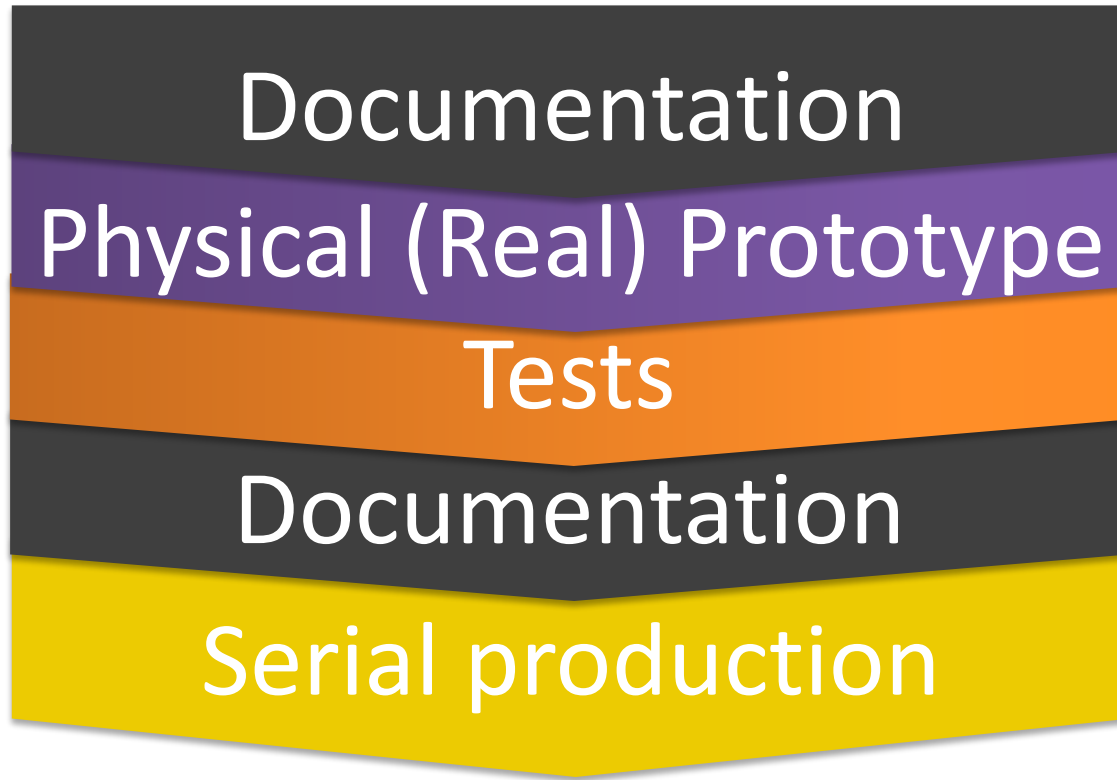 Documentation
Physical (Real) Prototype
Tests
Documentation
Serial production